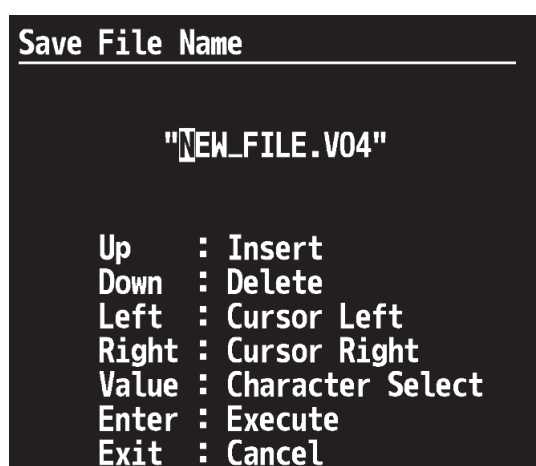 Save File Name
"NEW_FILE.VO4"
Up : Insert
Down : Delete
Left : Cursor Left
Right : Cursor Right
Value : Character Select
Enter : Execute
Exit : Cancel